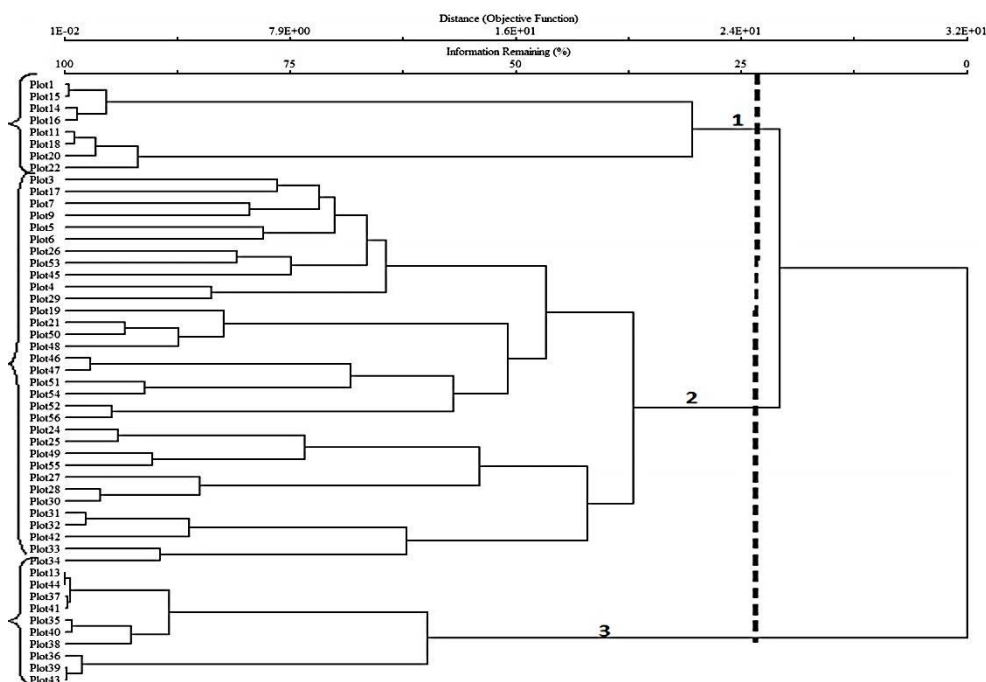 Distance (Objective Function)
1E-02 7.9E+00 1.6E+01 2.4E+01 3.2E+01
Information Remaining (%)
100 75 50 25 0
Plot1
Plot15
Plot14
Plot16
Plot11
Plot18
Plot20
Plot22
Plot3
Plot17
Plot7
Plot9
Plot5
Plot6
Plot26
Plot53
Plot45
Plot4
Plot29
Plot19
Plot21
Plot50
Plot48
Plot46
Plot47
Plot51
Plot54
Plot52
Plot56
Plot24
Plot25
Plot49
Plot55
Plot27
Plot28
Plot30
Plot31
Plot32
Plot42
Plot33
Plot34
Plot13
Plot44
Plot37
Plot41
Plot35
Plot40
Plot38
Plot36
Plot39
Plot43
1
2
3